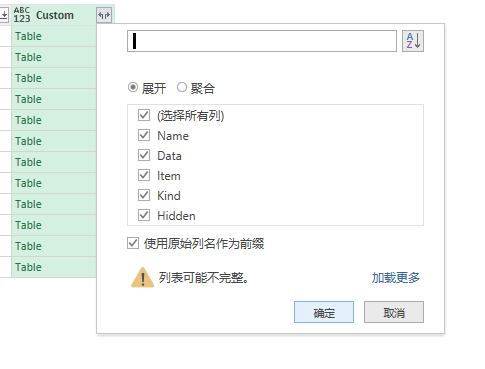 ABC
123 Custom
Table
Table
Table
Table
Table
Table
Table
Table
Table
Table
Table
Table
A
Z
展开 聚合
(选择所有列)
Name
Data
Item
Kind
Hidden
使用原始列名作为前缀
列表可能不完整。 加载更多
确定 取消